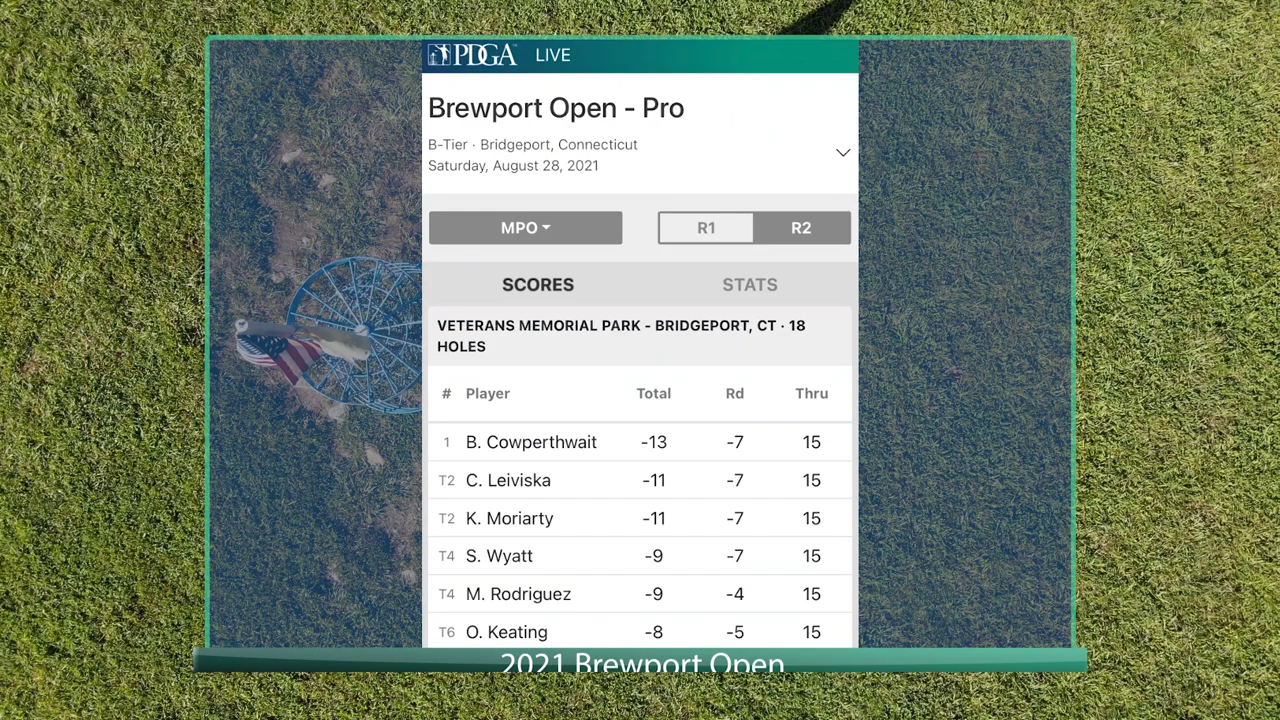 PDGA LIVE
Brewport Open - Pro
B-Tier · Bridgeport, Connecticut
Saturday, August 28, 2021
MPO R1 R2
SCORES STATS
VETERANS MEMORIAL PARK - BRIDGEPORT, CT · 18
HOLES
# Player Total Rd Thru
1 B. Cowperthwait -13 -7 15
T2 C. Leiviska -11 -7 15
T2 K. Moriarty -11 -7 15
T4 S. Wyatt -9 -7 15
T4 M. Rodriguez -9 -4 15
T6 O. Keating -8 -5 15
2021 Brewport Open